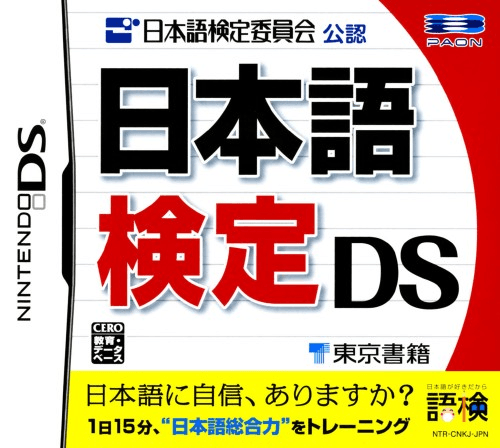 日本語検定委員会 公認
PAON
日本語
検定 DS
NINTENDO DS
CERO
教育・
データ
ベース
東京書籍
日本語に自信、ありますか?
1日15分、“日本語総合力”をトレーニング
日本語が好きだから
語検
NTR-CNKJ-JPN